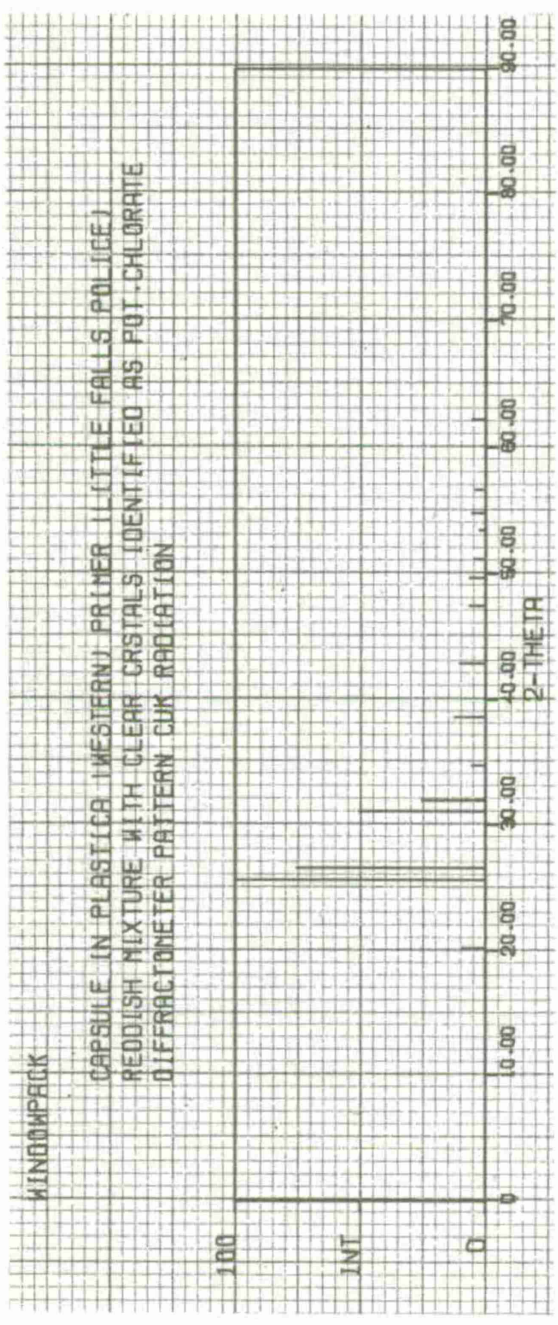 WINDOWPACK
CAPSULE IN PLASTICA (WESTERN) PRIMER (LITTLE FALLS POLICE)
REDDISH MIXTURE WITH CLEAR CRSTALS IDENTIFIED AS POT.CHLORATE
DIFFRACTOMETER PATTERN CUK RADIATION
100
INT
0
0 10.00 20.00 30.00 40.00 50.00 60.00 70.00 80.00 90.00
2-THETA